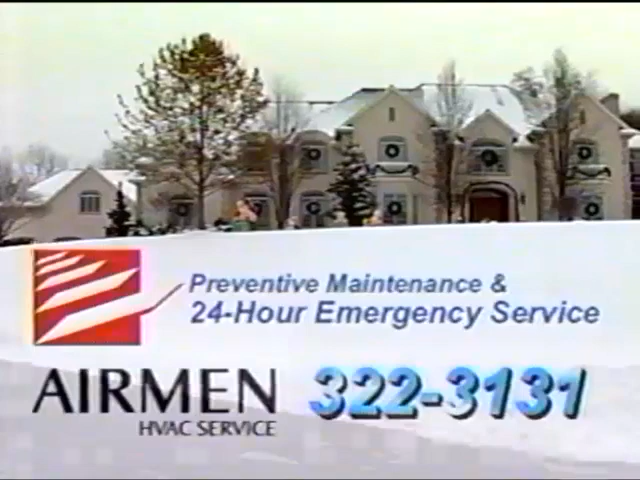 Preventive Maintenance &
24-Hour Emergency Service
AIRMEN
HVAC SERVICE
322-3131